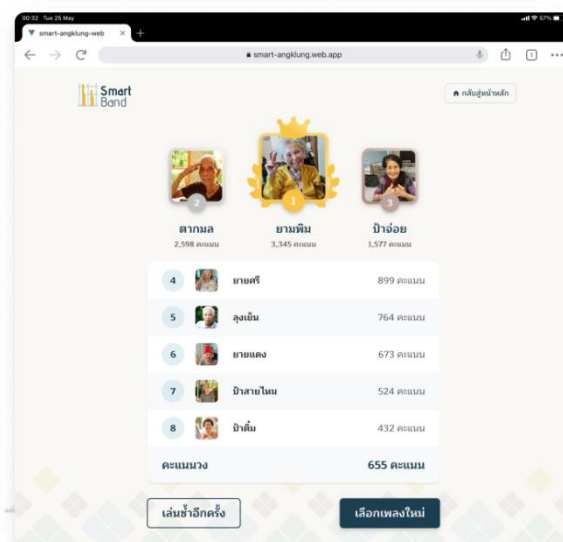 00:32 Tue 25 May
57%
smart-angklung-web
smart-angklung.web.app
1
Smart
Band
กลับสู่หน้าหลัก
2
1
3
ตากมล
ยามพิม
ป้าจ่อย
2,598 คะแนน
3,345 คะแนน
1,577 คะแนน
4 ยายศรี 899 คะแนน
5 ลุงเย็น 764 คะแนน
6 ยายแดง 673 คะแนน
7 ป้าสายไหม 524 คะแนน
8 ป้าติ๋ม 432 คะแนน
คะแนนวง 655 คะแนน
เล่นซ้ำอีกครั้ง
เลือกเพลงใหม่